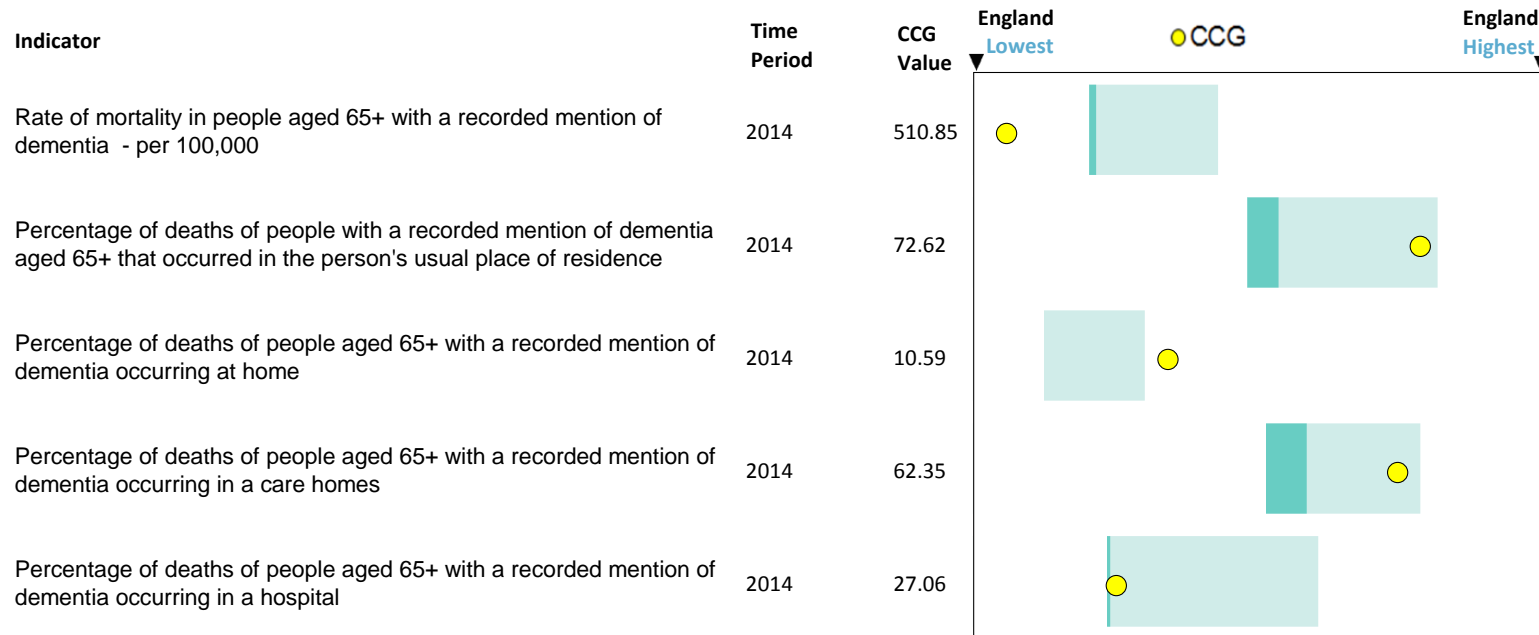 Indicator
Time Period
CCG Value
England Lowest
CCG
England Highest
Rate of mortality in people aged 65+ with a recorded mention of
dementia  - per 100,000
2014
510.85
Percentage of deaths of people with a recorded mention of dementia
aged 65+ that occurred in the person's usual place of residence
2014
72.62
Percentage of deaths of people aged 65+ with a recorded mention of
dementia occurring at home
2014
10.59
Percentage of deaths of people aged 65+ with a recorded mention of
dementia occurring in a care homes
2014
62.35
Percentage of deaths of people aged 65+ with a recorded mention of
dementia occurring in a hospital
2014
27.06